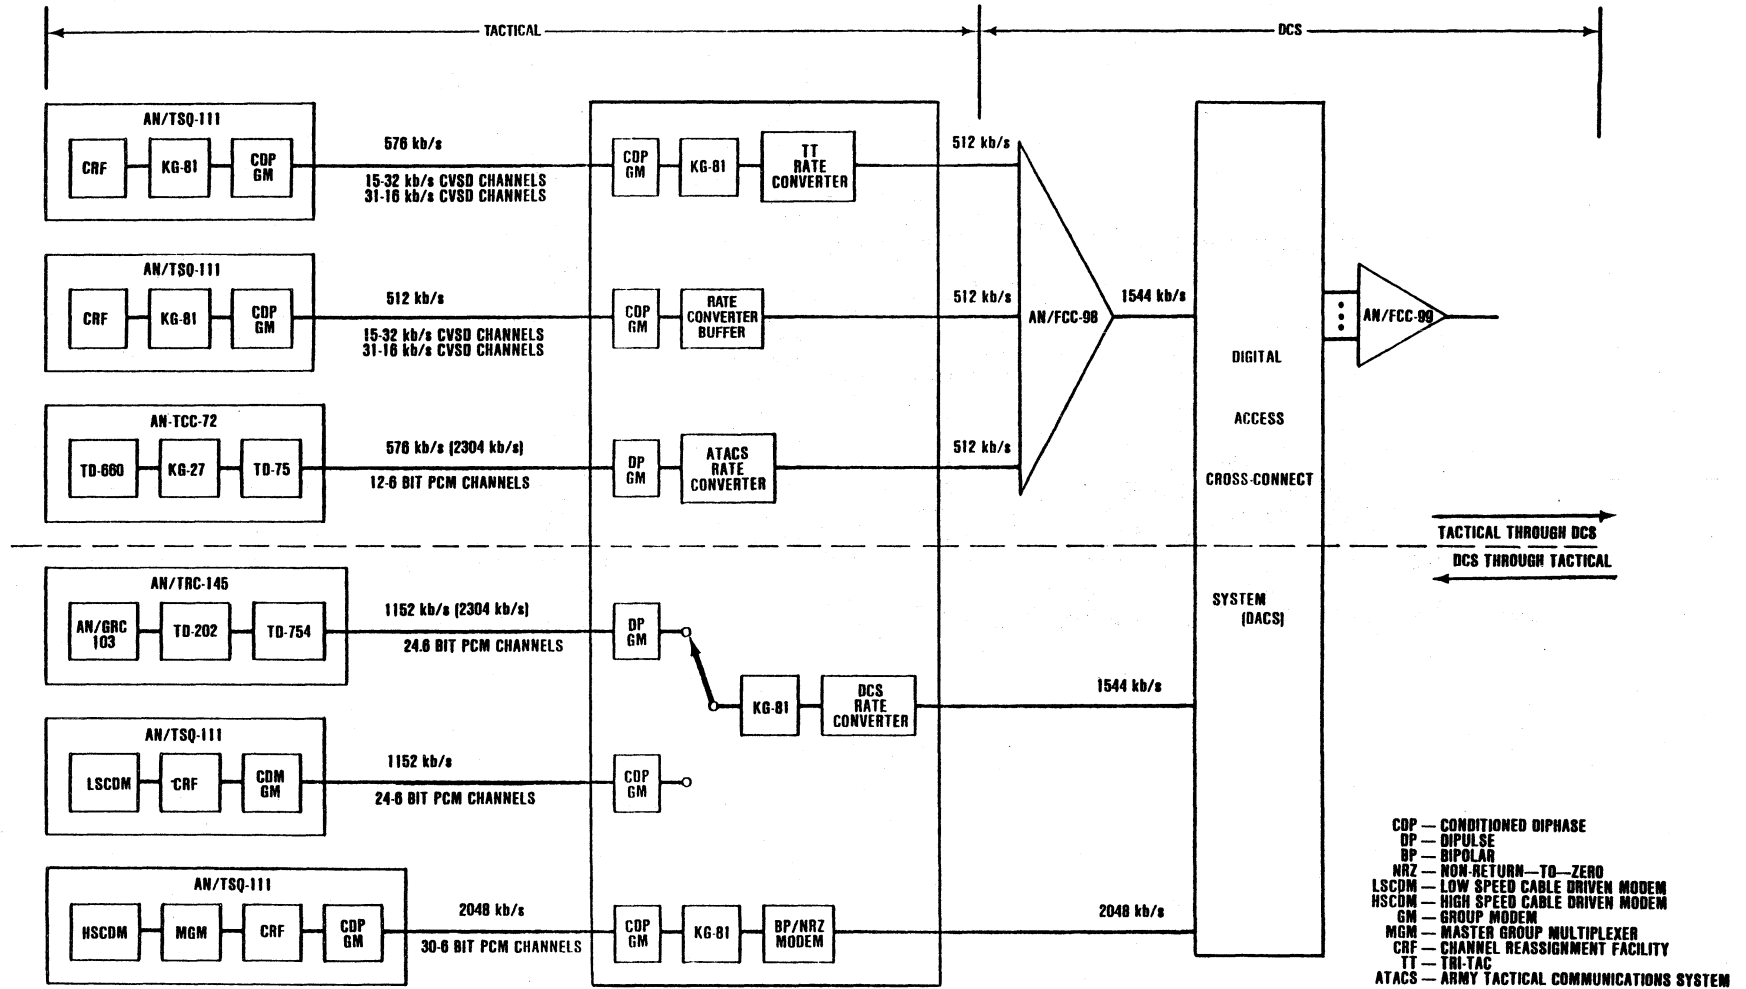 TACTICAL
DCS
AN/TSQ-111
CRF
KG-81
CDP
GM
576 kb/s
15-32 kb/s CVSD CHANNELS
31-16 kb/s CVSD CHANNELS
CDP
GM
KG-81
TT
RATE
CONVERTER
512 kb/s
AN/TSQ-111
CRF
KG-81
CDP
GM
512 kb/s
15-32 kb/s CVSD CHANNELS
31-16 kb/s CVSD CHANNELS
CDP
GM
RATE
CONVERTER
BUFFER
512 kb/s
AN/FCC-98
1544 kb/s
AN/FCC-99
AN-TCC-72
TD-660
KG-27
TD-75
576 kb/s (2304 kb/s)
12-6 BIT PCM CHANNELS
DP
GM
ATACS
RATE
CONVERTER
512 kb/s
DIGITAL
ACCESS
CROSS-CONNECT
SYSTEM
(DACS)
TACTICAL THROUGH DCS
DCS THROUGH TACTICAL
AN/TRC-145
AN/GRC
103
TD-202
TD-754
1152 kb/s (2304 kb/s)
24.6 BIT PCM CHANNELS
DP
GM
KG-81
DCS
RATE
CONVERTER
1544 kb/s
AN/TSQ-111
LSCDM
CRF
CDM
GM
1152 kb/s
24-6 BIT PCM CHANNELS
CDP
GM
AN/TSQ-111
HSCDM
MGM
CRF
CDP
GM
2048 kb/s
30-6 BIT PCM CHANNELS
CDP
GM
KG-81
BP/NRZ
MODEM
2048 kb/s
CDP — CONDITIONED DIPHASE
DP — DIPULSE
BP — BIPOLAR
NRZ — NON-RETURN—TO—ZERO
LSCDM — LOW SPEED CABLE DRIVEN MODEM
HSCDM — HIGH SPEED CABLE DRIVEN MODEM
GM — GROUP MODEM
MGM — MASTER GROUP MULTIPLEXER
CRF — CHANNEL REASSIGNMENT FACILITY
TT — TRI-TAC
ATACS — ARMY TACTICAL COMMUNICATIONS SYSTEM